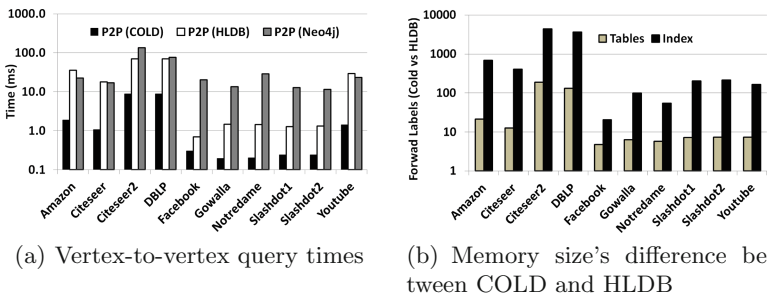 P2P (COLD) P2P (HLDB) P2P (Neo4j)
Time (ms)
1000.0
100.0
10.0
1.0
0.1
Amazon
Citeseer
Citeseer2
DBLP
Facebook
Gowalla
Notredame
Slashdot1
Slashdot2
Youtube
(a) Vertex-to-vertex query times
Tables Index
Forwad Labels (Cold vs HLDB)
10000
1000
100
10
1
Amazon
Citeseer
Citeseer2
DBLP
Facebook
Gowalla
Notredame
Slashdot1
Slashdot2
Youtube
(b) Memory size's difference be
tween COLD and HLDB